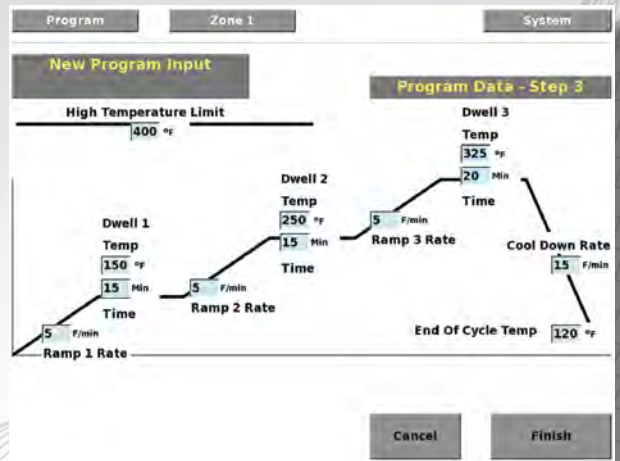 Program Zone 1 System
New Program Input
Program Data - Step 3
High Temperature Limit
400 °F
Dwell 3
Temp
325 °F
20 Min
Time
Dwell 2
Temp
250 °F
15 Min
Time
5 F/min
Ramp 3 Rate
Dwell 1
Temp
150 °F
15 Min
Time
5 F/min
Ramp 2 Rate
Cool Down Rate
15 F/min
5 F/min
Ramp 1 Rate
End Of Cycle Temp 120 °F
Cancel Finish